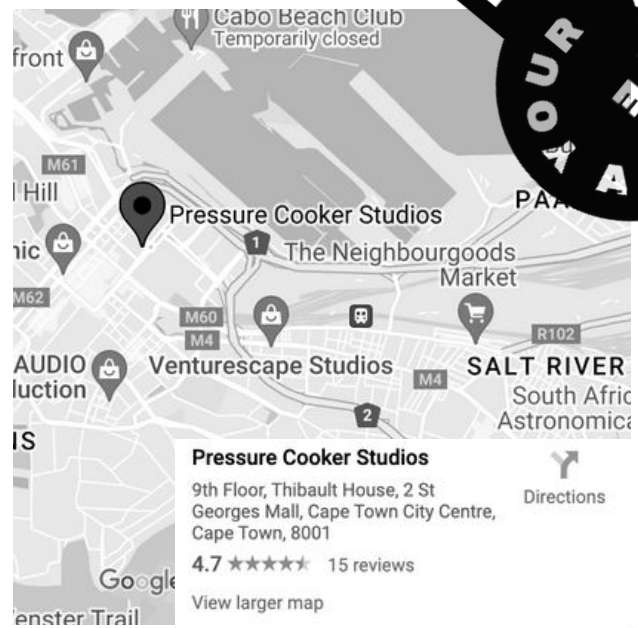 Cabo Beach Club
Temporarily closed
front
YOUR
M61
Hill
PAA
Pressure Cooker Studios
1
The Neighbourgoods
Market
M62
M60
M4
R102
AUDIO
Venturescape Studios
SALT RIVER
M4
South Afric
Astronomica
2
Pressure Cooker Studios
9th Floor, Thibault House, 2 St
Georges Mall, Cape Town City Centre,
Cape Town, 8001
Directions
4.7 ★★★★★ 15 reviews
View larger map
Google
enster Trail